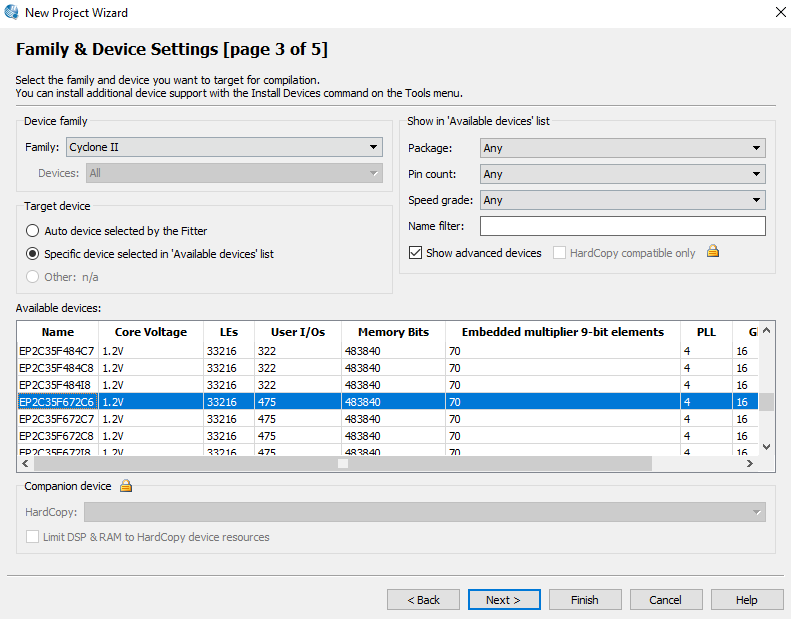 New Project Wizard
Family & Device Settings [page 3 of 5]
Select the family and device you want to target for compilation.
You can install additional device support with the Install Devices command on the Tools menu.
Device family
Family: Cyclone II
Devices: All
Target device
Auto device selected by the Fitter
Specific device selected in 'Available devices' list
Other: n/a
Show in 'Available devices' list
Package: Any
Pin count: Any
Speed grade: Any
Name filter:
Show advanced devices HardCopy compatible only
Available devices:
Name Core Voltage LEs User I/Os Memory Bits Embedded multiplier 9-bit elements PLL
EP2C35F484C7 1.2V 33216 322 483840 70 4 16
EP2C35F484C8 1.2V 33216 322 483840 70 4 16
EP2C35F484I8 1.2V 33216 322 483840 70 4 16
EP2C35F672C6 1.2V 33216 475 483840 70 4 16
EP2C35F672C7 1.2V 33216 475 483840 70 4 16
EP2C35F672C8 1.2V 33216 475 483840 70 4 16
EP2C35F672I8 1.2V 33216 475 483840 70 4 16
Companion device
HardCopy:
Limit DSP & RAM to HardCopy device resources
< Back Next > Finish Cancel Help